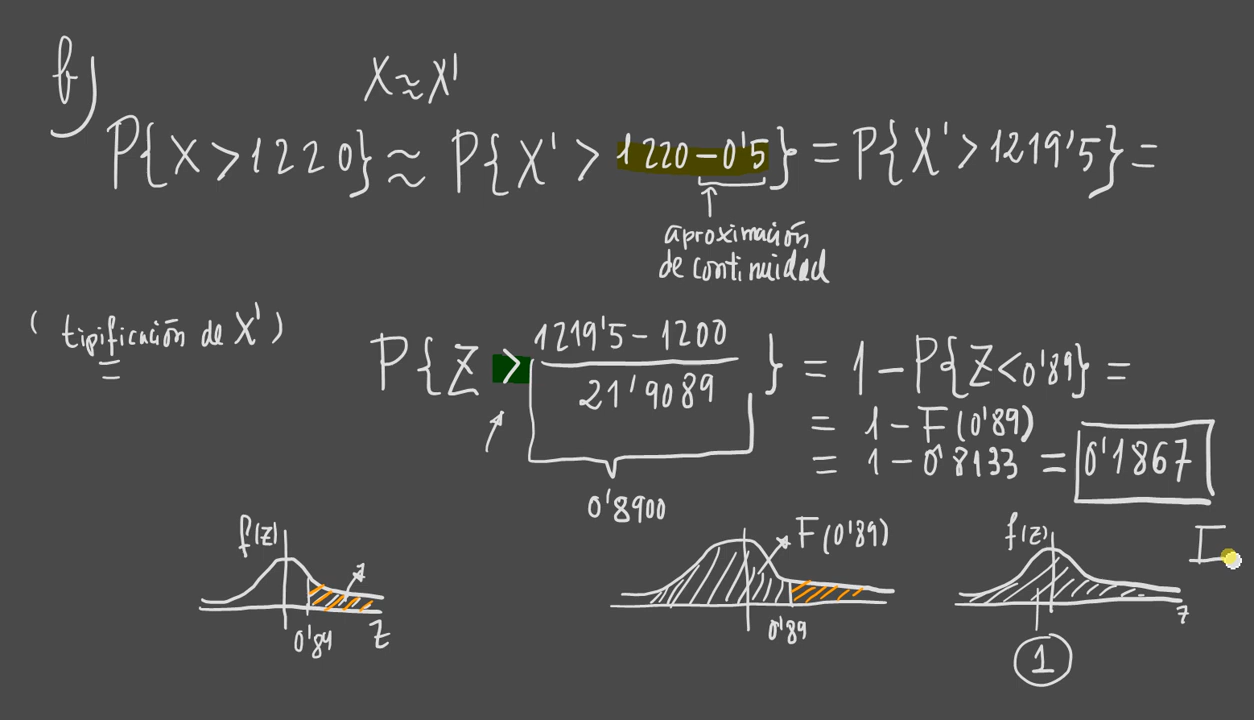 b)
X≈X'
P{X>1220}≈P{X'>1220-0'5}=P{X'>1219'5}=
aproximación
de continuidad
(tipificación de X')
P{Z>(1219'5-1200)/21'9089}=1-P{Z<0'89}=
=1-F(0'89)
=1-0'8133=0'1867
0'8900
f(z)
0'89
Z
F(0'89)
0'89
f(z)
z
1